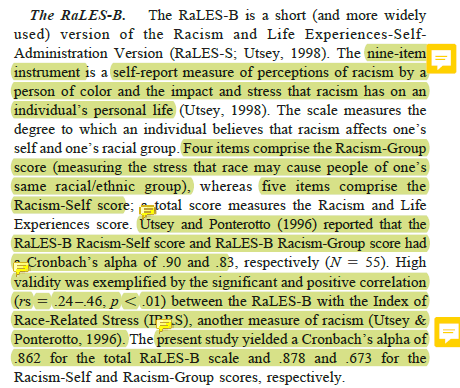 The RaLES-B. The RaLES-B is a short (and more widely
used) version of the Racism and Life Experiences-Self-
Administration Version (RaLES-S; Utsey, 1998). The nine-item
instrument is a self-report measure of perceptions of racism by a
person of color and the impact and stress that racism has on an
individual's personal life (Utsey, 1998). The scale measures the
degree to which an individual believes that racism affects one's
self and one's racial group. Four items comprise the Racism-Group
score (measuring the stress that race may cause people of one's
same racial/ethnic group), whereas five items comprise the
Racism-Self score; a total score measures the Racism and Life
Experiences score. Utsey and Ponterotto (1996) reported that the
RaLES-B Racism-Self score and RaLES-B Racism-Group score had
a Cronbach's alpha of .90 and .83, respectively (N = 55). High
validity was exemplified by the significant and positive correlation
(rs = .24–.46, p < .01) between the RaLES-B with the Index of
Race-Related Stress (IRRS), another measure of racism (Utsey &
Ponterotto, 1996). The present study yielded a Cronbach's alpha of
.862 for the total RaLES-B scale and .878 and .673 for the
Racism-Self and Racism-Group scores, respectively.